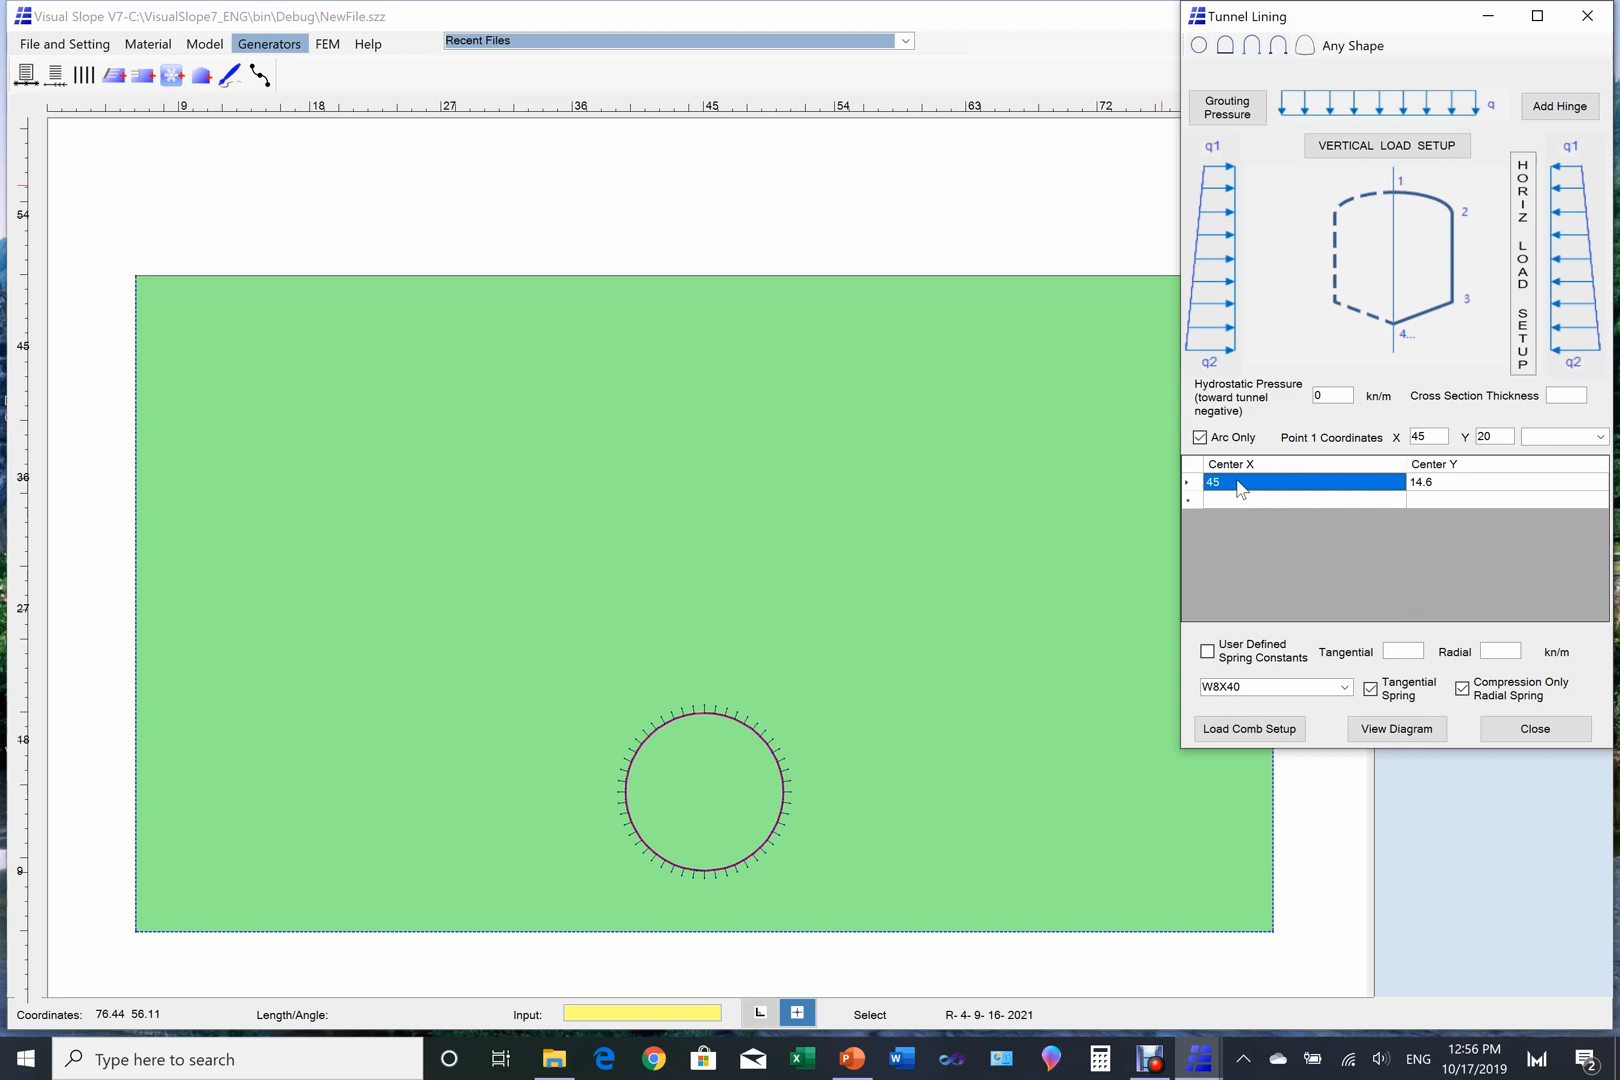 Visual Slope V7-C:\VisualSlope7_ENG\bin\Debug\NewFile.szz
File and Setting Material Model Generators FEM Help
Recent Files
9 18 27 36 45 54 63 72
54
45
36
27
18
9
Tunnel Lining
Any Shape
Grouting
Pressure
q
Add Hinge
VERTICAL LOAD SETUP
q1
q1
HORIZ LOAD SETUP
1
2
3
4...
q2
q2
Hydrostatic Pressure
(toward tunnel
negative)
0 kn/m
Cross Section Thickness
Arc Only Point 1 Coordinates X 45 Y 20
Center X Center Y
45 14.6
User Defined
Spring Constants
Tangential Radial kn/m
W8X40
Tangential
Spring
Compression Only
Radial Spring
Load Comb Setup View Diagram Close
Coordinates: 76.44 56.11 Length/Angle: Input: Select R- 4- 9- 16- 2021
Type here to search
ENG
12:56 PM
10/17/2019
2